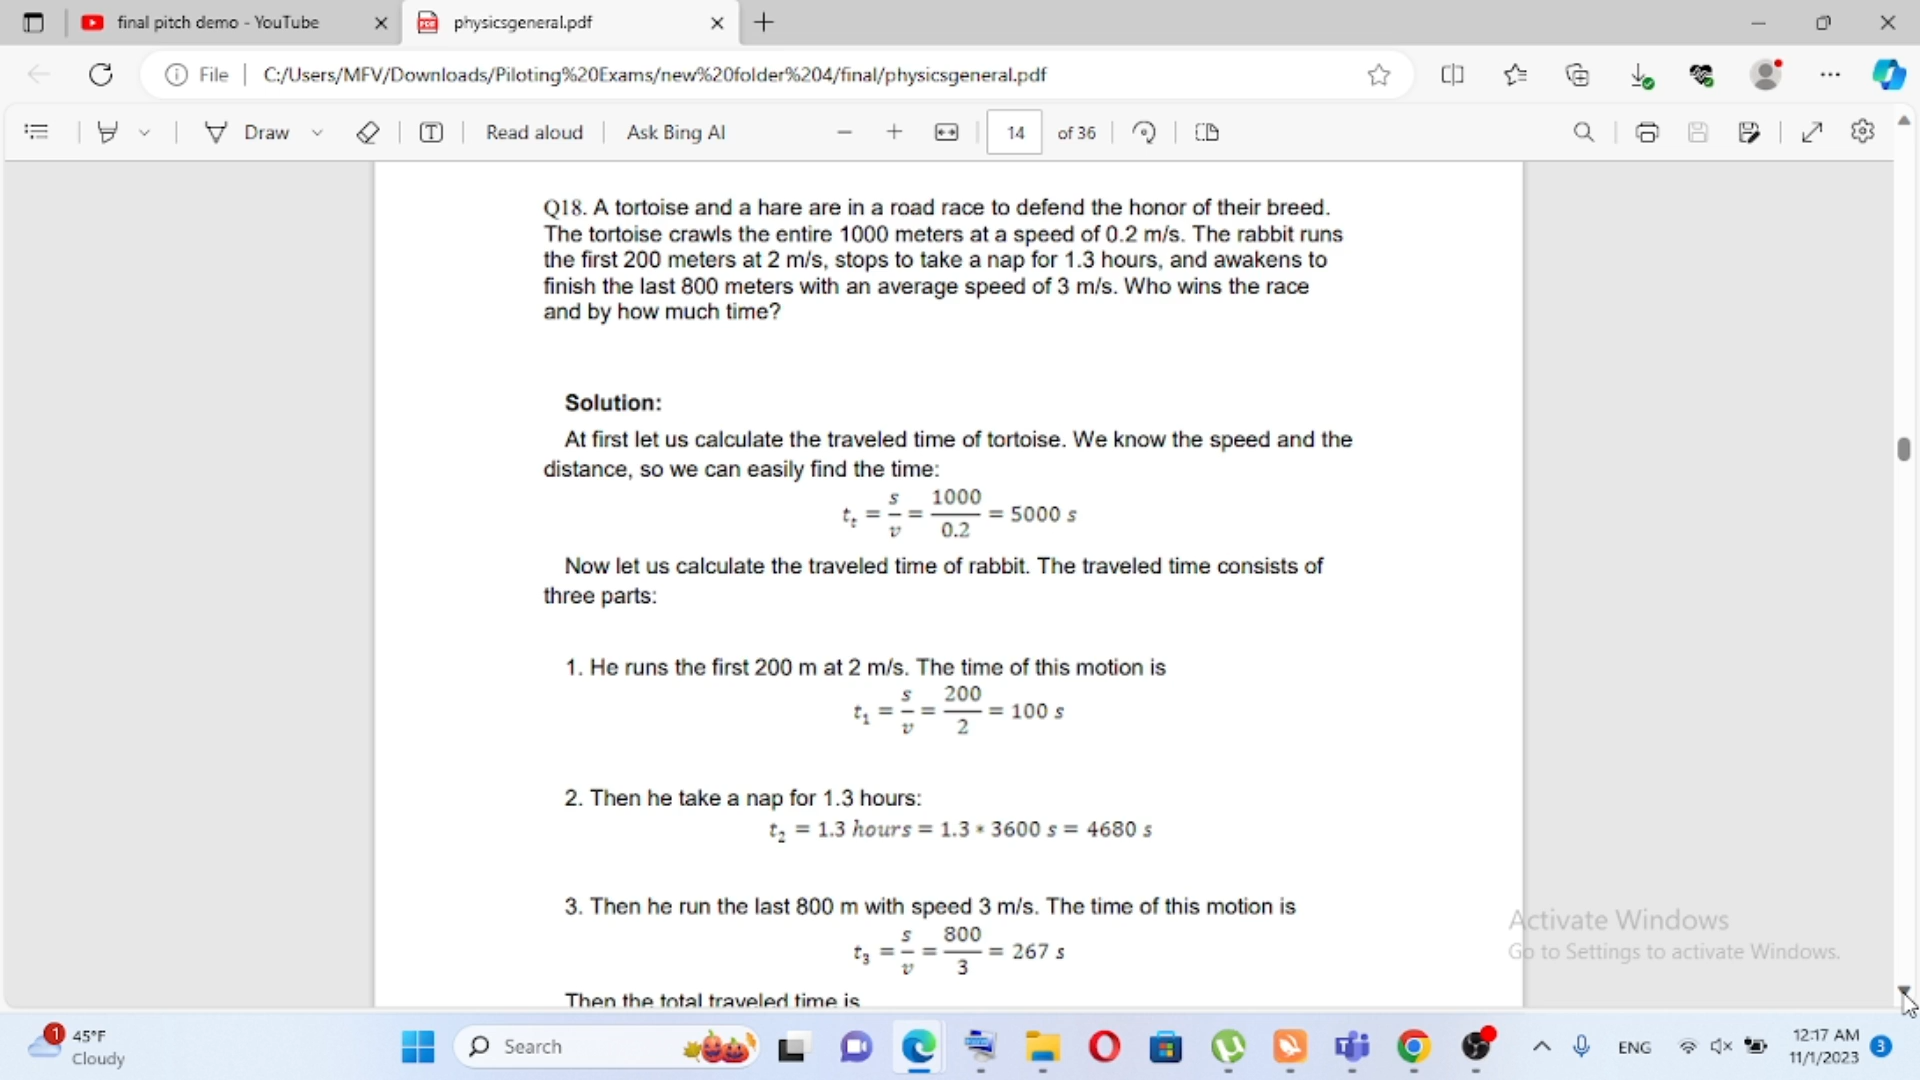 final pitch demo - YouTube
physicsgeneral.pdf
File
C:/Users/MFV/Downloads/Piloting%20Exams/new%20folder%204/final/physicsgeneral.pdf
Draw
Read aloud
Ask Bing AI
14
of 36
Q18. A tortoise and a hare are in a road race to defend the honor of their breed.
The tortoise crawls the entire 1000 meters at a speed of 0.2 m/s. The rabbit runs
the first 200 meters at 2 m/s, stops to take a nap for 1.3 hours, and awakens to
finish the last 800 meters with an average speed of 3 m/s. Who wins the race
and by how much time?
Solution:
At first let us calculate the traveled time of tortoise. We know the speed and the
distance, so we can easily find the time:
t_t = s/v = 1000/0.2 = 5000 s
Now let us calculate the traveled time of rabbit. The traveled time consists of
three parts:
1. He runs the first 200 m at 2 m/s. The time of this motion is
t₁ = s/v = 200/2 = 100 s
2. Then he take a nap for 1.3 hours:
t₂ = 1.3 hours = 1.3 * 3600 s = 4680 s
3. Then he run the last 800 m with speed 3 m/s. The time of this motion is
t₃ = s/v = 800/3 = 267 s
Then the total traveled time is
Activate Windows
Go to Settings to activate Windows.
1
45°F
Cloudy
Search
ENG
12:17 AM
11/1/2023
3